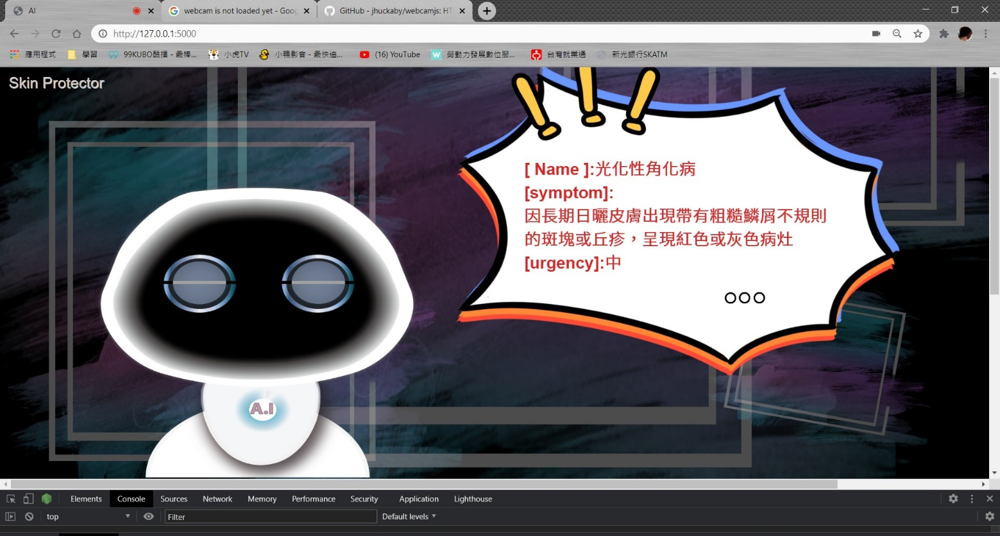 AI
webcam is not loaded yet - Goog
GitHub - jhuckaby/webcamjs: HT
http://127.0.0.1:5000
應用程式
學習
99KUBO酷播 - 最棒...
小虎TV
小鴨影音 - 最快追...
(16) YouTube
勞動力發展數位服...
台灣就業通
新光銀行SKATM
Skin Protector
[ Name ]:光化性角化病
[symptom]:
因長期日曬皮膚出現帶有粗糙鱗屑不規則
的斑塊或丘疹，呈現紅色或灰色病灶
[urgency]:中
A.I
Elements Console Sources Network Memory Performance Security Application Lighthouse
top
Filter
Default levels